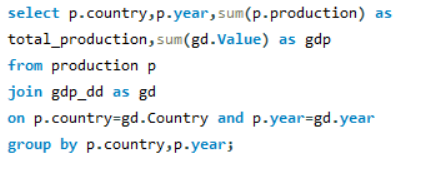 select p.country,p.year,sum(p.production) as
total_production,sum(gd.Value) as gdp
from production p
join gdp_dd as gd
on p.country=gd.Country and p.year=gd.year
group by p.country,p.year;